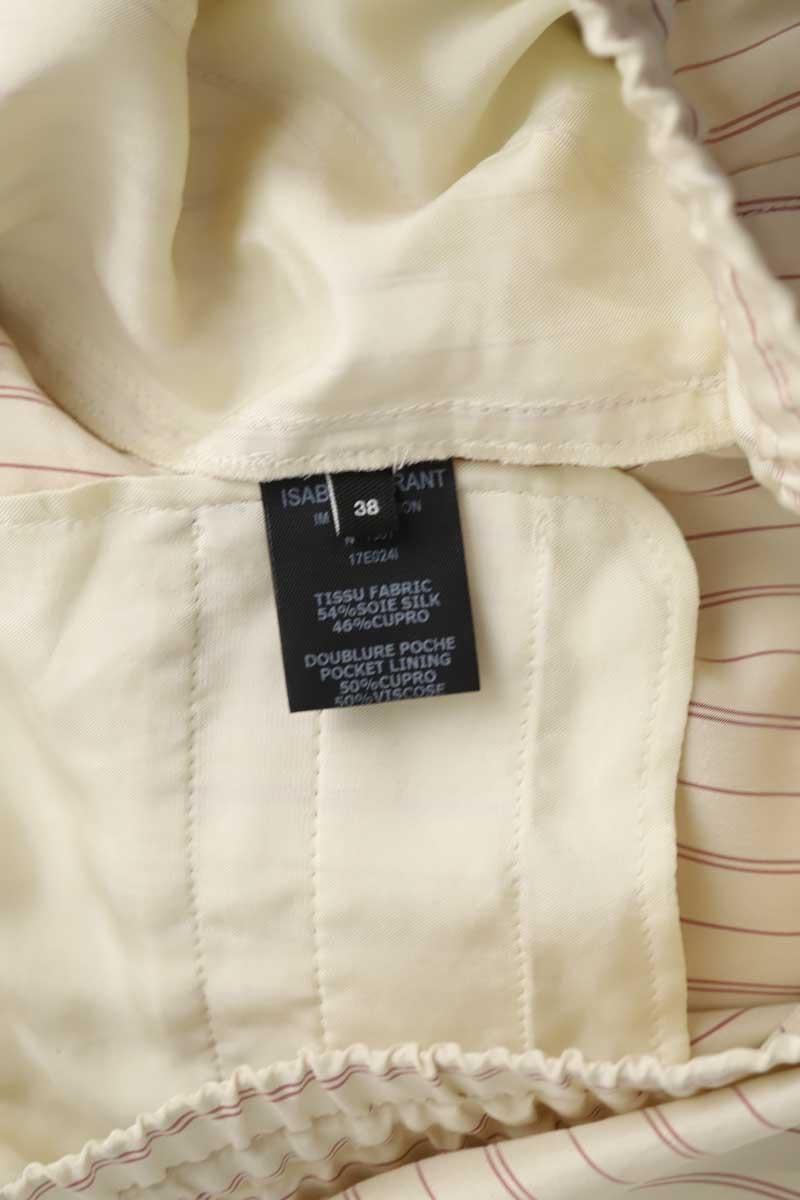 38
17E024I
TISSU FABRIC
54%SOIE SILK
46%CUPRO
DOUBLURE POCHE
POCKET LINING
50%CUPRO
50%VISCOSE